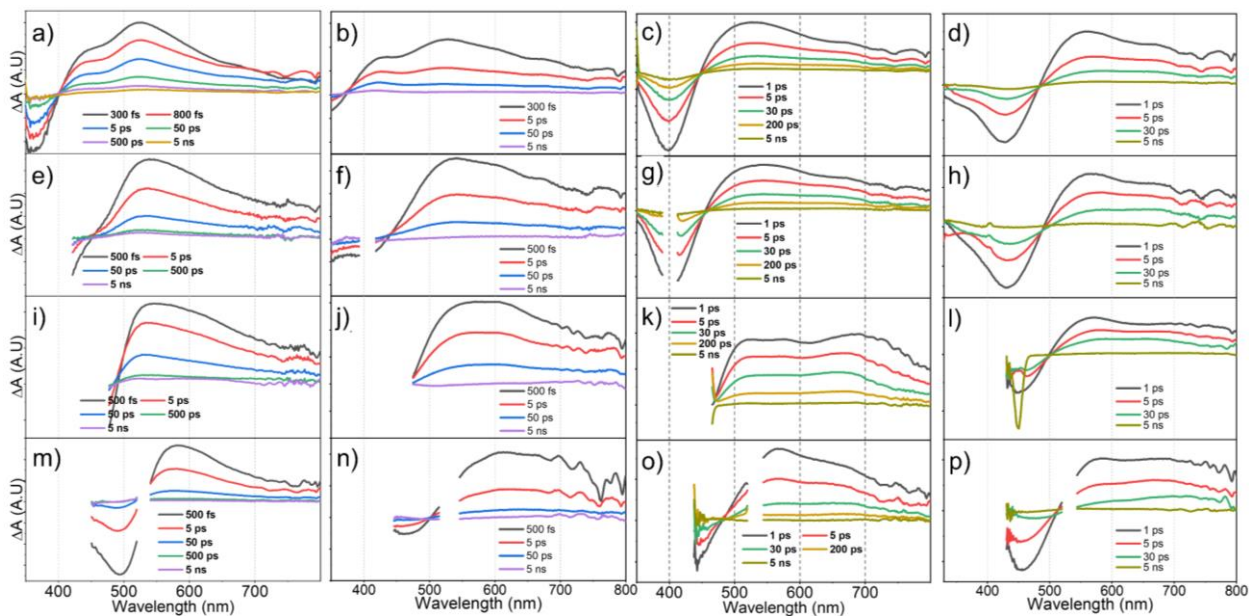 a) b) c) d)
ΔA (A.U)
300 fs 800 fs
5 ps 50 ps
500 ps 5 ns
300 fs
5 ps
50 ps
5 ns
1 ps
5 ps
30 ps
200 ps
5 ns
1 ps
5 ps
30 ps
5 ns
e) f) g) h)
ΔA (A.U)
500 fs 5 ps
50 ps 500 ps
5 ns
500 fs
5 ps
50 ps
5 ns
1 ps
5 ps
30 ps
200 ps
5 ns
1 ps
5 ps
30 ps
5 ns
i) j) k) l)
ΔA (A.U)
500 fs 5 ps
50 ps 500 ps
5 ns
500 fs
5 ps
50 ps
5 ns
1 ps
5 ps
30 ps
200 ps
5 ns
1 ps
5 ps
30 ps
5 ns
m) n) o) p)
ΔA (A.U)
500 fs
5 ps
50 ps
500 ps
5 ns
500 fs
5 ps
50 ps
5 ns
1 ps 5 ps
30 ps 200 ps
5 ns
1 ps
5 ps
30 ps
5 ns
400 500 600 700
400 500 600 700 800
400 500 600 700
400 500 600 700 800
Wavelength (nm) Wavelength (nm) Wavelength (nm) Wavelength (nm)